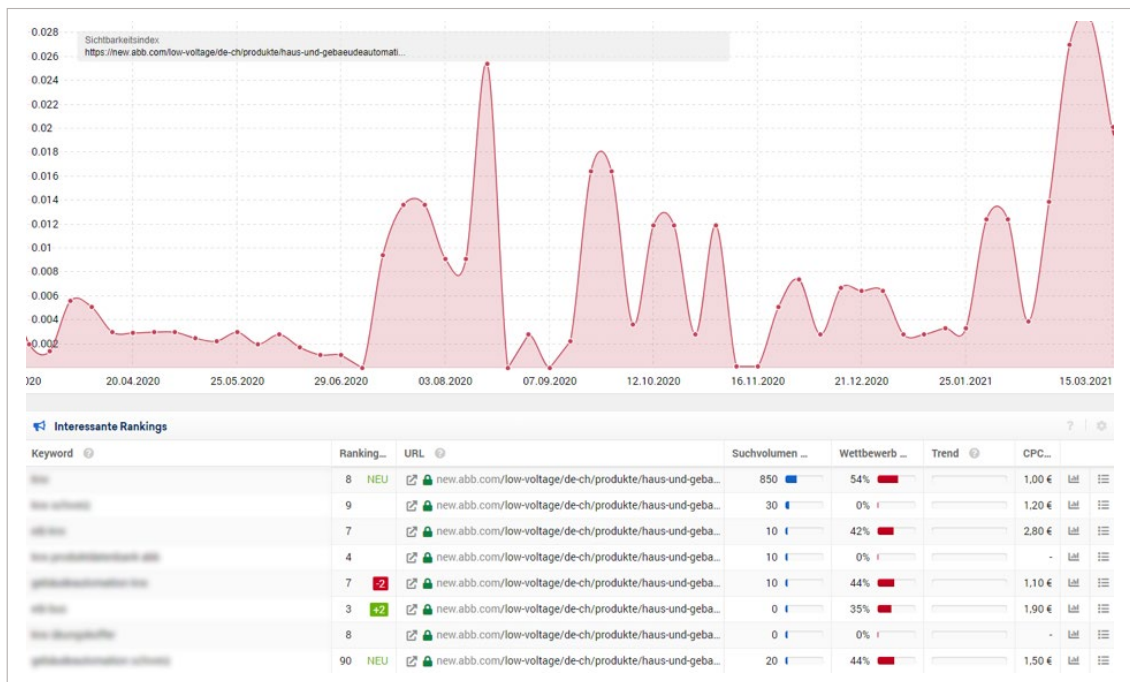 0.028
Sichtbarkeitsindex
https://new.abb.com/low-voltage/de-ch/produkte/haus-und-gebaeudeautomati...
0.026
0.024
0.022
0.02
0.018
0.016
0.014
0.012
0.01
0.008
0.006
0.004
0.002
020 20.04.2020 25.05.2020 29.06.2020 03.08.2020 07.09.2020 12.10.2020 16.11.2020 21.12.2020 25.01.2021 15.03.2021
Interessante Rankings ?
Keyword ? Ranking... URL ? Suchvolumen ... Wettbewerb ... Trend ? CPC...
8 NEU new.abb.com/low-voltage/de-ch/produkte/haus-und-geba... 850 54% 1,00 €
9 new.abb.com/low-voltage/de-ch/produkte/haus-und-geba... 30 0% 1,20 €
7 new.abb.com/low-voltage/de-ch/produkte/haus-und-geba... 10 42% 2,80 €
4 new.abb.com/low-voltage/de-ch/produkte/haus-und-geba... 10 0% -
7 -2 new.abb.com/low-voltage/de-ch/produkte/haus-und-geba... 10 44% 1,10 €
3 +2 new.abb.com/low-voltage/de-ch/produkte/haus-und-geba... 0 35% 1,90 €
8 new.abb.com/low-voltage/de-ch/produkte/haus-und-geba... 0 0% -
90 NEU new.abb.com/low-voltage/de-ch/produkte/haus-und-geba... 20 44% 1,50 €